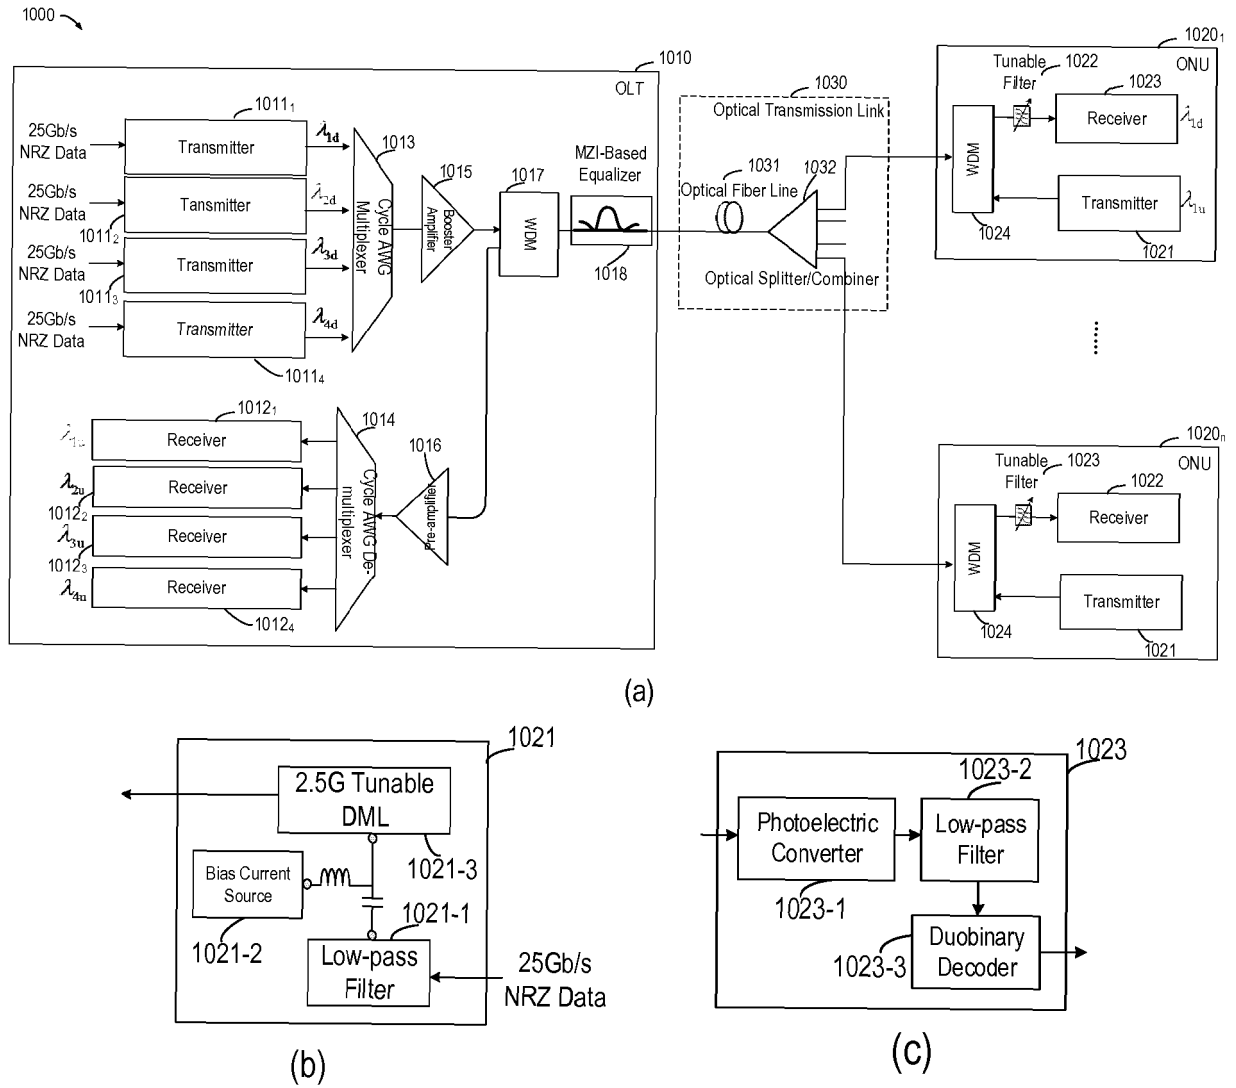 1000
1010
OLT
25Gb/s
NRZ Data
1011₁
Transmitter
λ1d
25Gb/s
NRZ Data
1011₂
Tansmitter
λ2d
25Gb/s
NRZ Data
1011₃
Transmitter
λ3d
25Gb/s
NRZ Data
Transmitter
1011₄
λ4d
1013
Cycle AWG
Multiplexer
1015
Booster
Amplifier
1017
WDM
MZI-Based
Equalizer
1018
1012₁
Receiver
λ1u
Receiver
λ2u
1012₂
Receiver
λ3u
1012₃
Receiver
λ4u
1012₄
1014
Cycle AWG De-
multiplexer
1016
Pre-amplifier
1030
Optical Transmission Link
1031
Optical Fiber Line
1032
Optical Splitter/Combiner
1020₁
ONU
Tunable
Filter
1022
1023
Receiver
λ1d
WDM
1024
Transmitter
λ1u
1021
1020n
ONU
Tunable
Filter
1023
1022
Receiver
WDM
1024
Transmitter
1021
(a)
1021
2.5G Tunable
DML
1021-3
Bias Current
Source
1021-2
1021-1
Low-pass
Filter
25Gb/s
NRZ Data
(b)
1023
1023-2
Photoelectric
Converter
1023-1
Low-pass
Filter
1023-3
Duobinary
Decoder
(c)